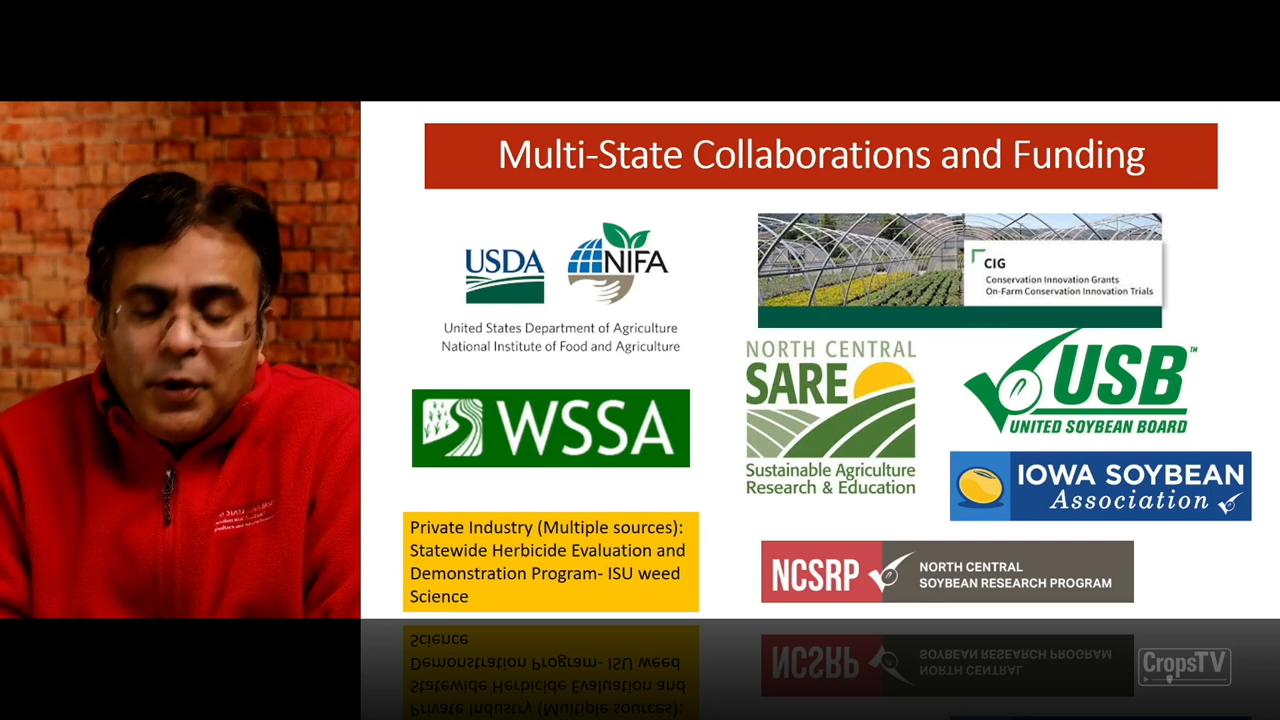 Multi-State Collaborations and Funding
USDA
NIFA
United States Department of Agriculture
National Institute of Food and Agriculture
CIG
Conservation Innovation Grants
On-Farm Conservation Innovation Trials
WSSA
NORTH CENTRAL
SARE
Sustainable Agriculture
Research & Education
USB™
UNITED SOYBEAN BOARD
IOWA SOYBEAN
Association
Private Industry (Multiple sources):
Statewide Herbicide Evaluation and
Demonstration Program- ISU weed
Science
NCSRP
NORTH CENTRAL
SOYBEAN RESEARCH PROGRAM
CropsTV